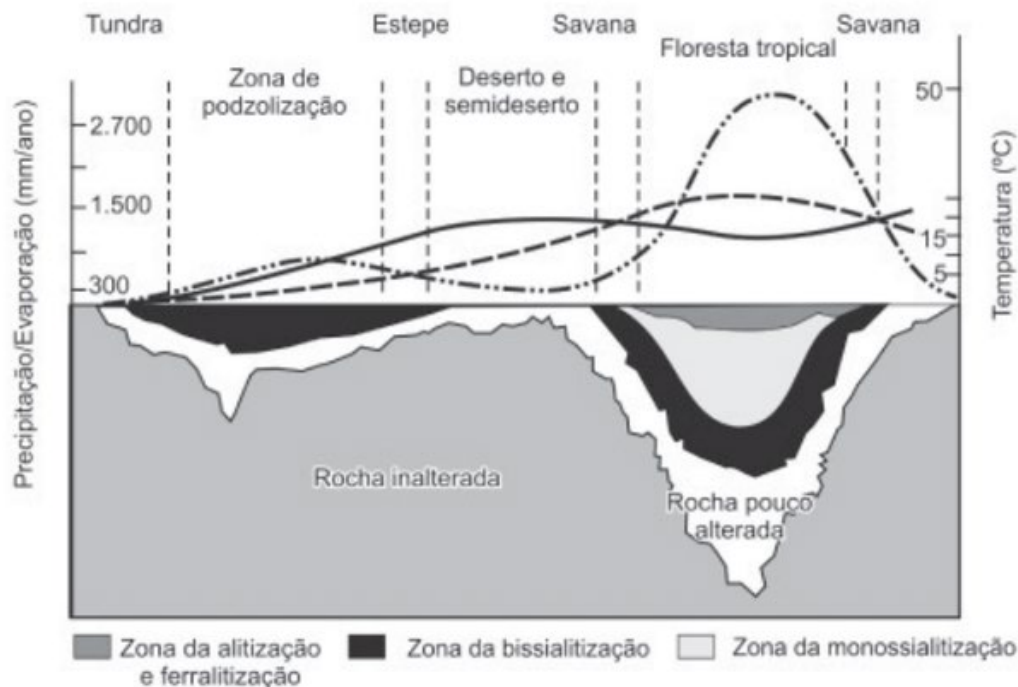 Tundra
Estepe
Savana
Savana
Floresta tropical
Zona de
podzolização
Deserto e
semideserto
Precipitação/Evaporação (mm/ano)
2.700
1.500
300
50
15
5
Temperatura (ºC)
Rocha inalterada
Rocha pouco
alterada
Zona da alitização
e ferralitização
Zona da bissialitização
Zona da monossialitização